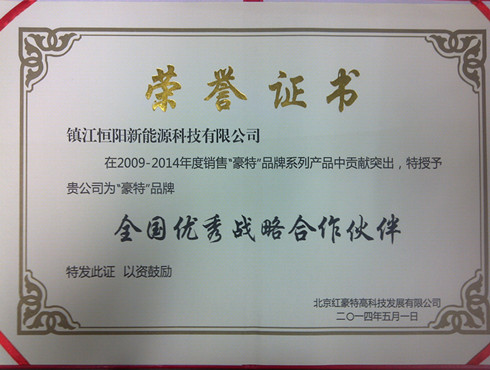 荣誉证书
镇江恒阳新能源科技有限公司
在2009-2014年度销售“豪特”品牌系列产品中贡献突出，特授予
贵公司为“豪特”品牌
全国优秀战略合作伙伴
特发此证 以资鼓励
北京红豪特高科技发展有限公司
二〇一四年五月一日